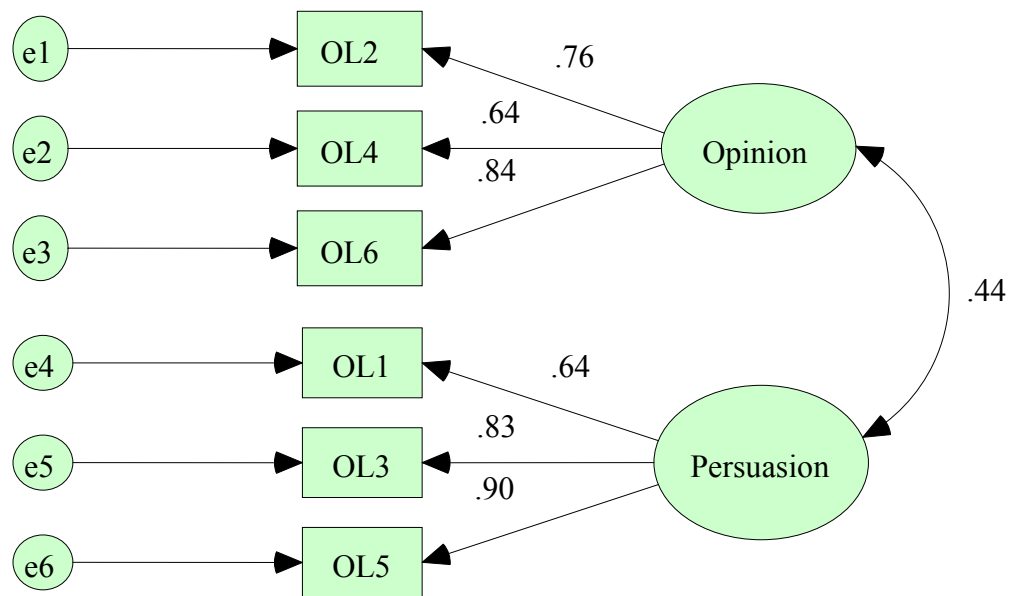 e1
OL2
.76
e2
OL4
.64
Opinion
.84
e3
OL6
.44
e4
OL1
.64
e5
OL3
.83
Persuasion
.90
e6
OL5